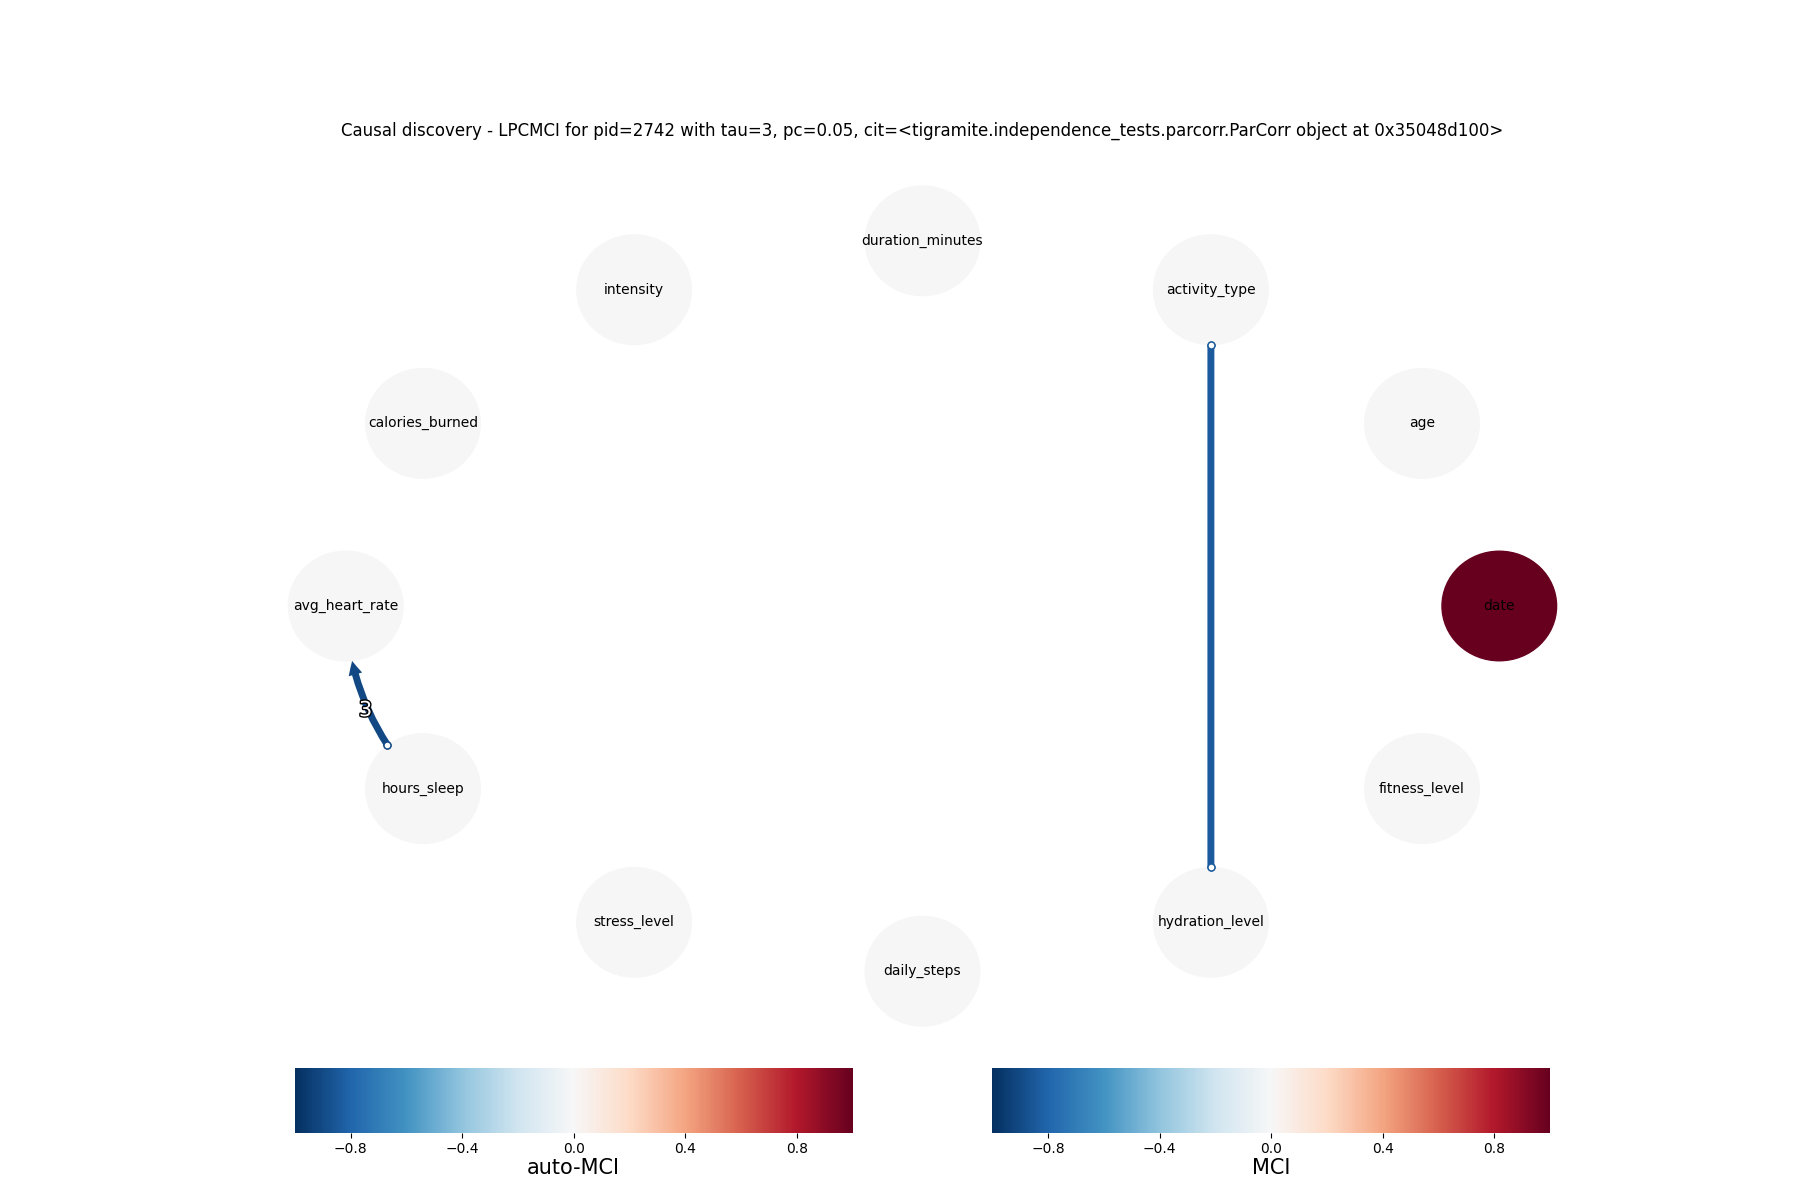 Causal discovery - LPCMCI for pid=2742 with tau=3, pc=0.05, cit=<tigramite.independence_tests.parcorr.ParCorr object at 0x35048d100>
duration_minutes
intensity
activity_type
calories_burned
age
avg_heart_rate
date
3
hours_sleep
fitness_level
stress_level
hydration_level
daily_steps
−0.8 −0.4 0.0 0.4 0.8
auto-MCI
−0.8 −0.4 0.0 0.4 0.8
MCI